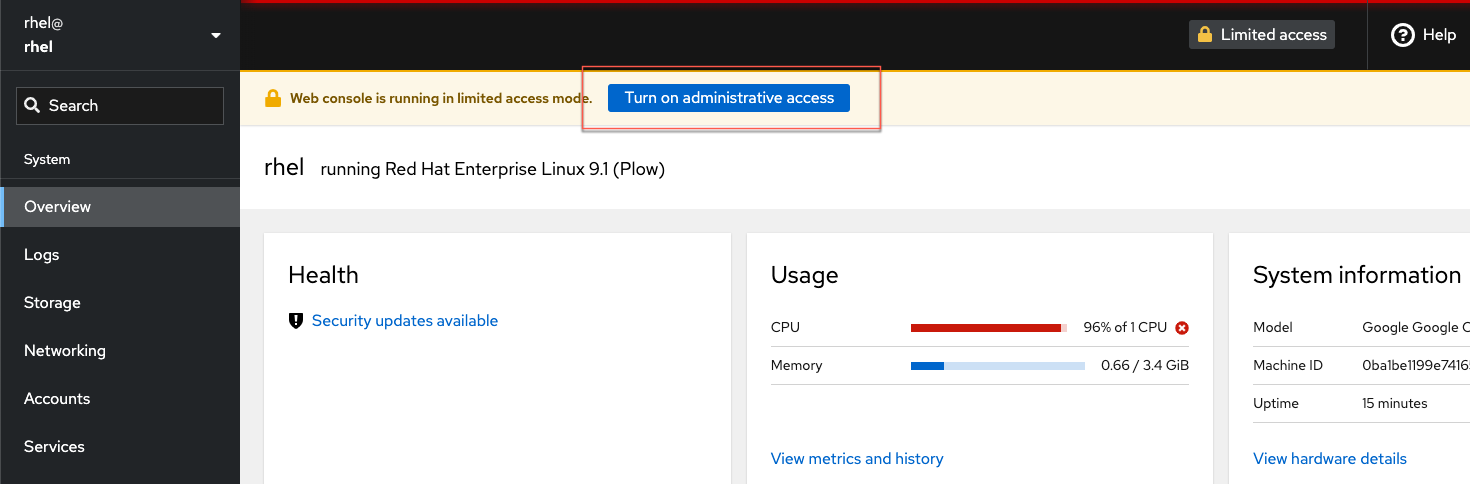 rhel@
rhel
Limited access
Help
Search
Web console is running in limited access mode.
Turn on administrative access
System
rhel running Red Hat Enterprise Linux 9.1 (Plow)
Overview
Logs
Storage
Networking
Accounts
Services
Health
Security updates available
Usage
CPU 96% of 1 CPU
Memory 0.66 / 3.4 GiB
View metrics and history
System information
Model Google Google C
Machine ID 0ba1be1199e7416
Uptime 15 minutes
View hardware details